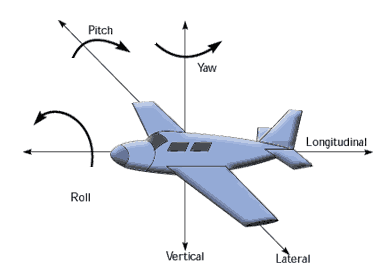 Pitch
Yaw
Longitudinal
Roll
Vertical
Lateral